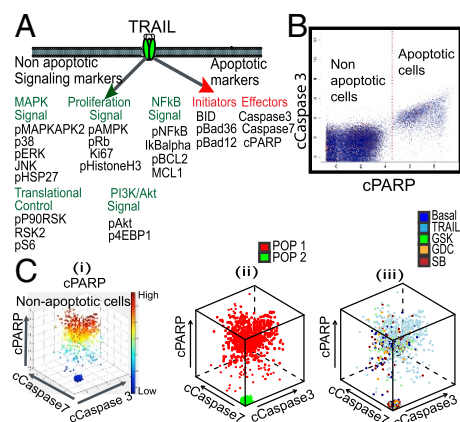 A
TRAIL
Non apoptotic
Signaling markers
Apoptotic
markers
MAPK
Signal
pMAPKAPK2
p38
pERK
JNK
pHSP27
Proliferation
Signal
pAMPK
pRb
Ki67
pHistoneH3
NFkB
Signal
pNFkB
IkBalpha
pBCL2
MCL1
Initiators
BID
pBad36
pBad12
Effectors
Caspase3
Caspase7
cPARP
Translational
Control
pP90RSK
RSK2
pS6
PI3K/Akt
Signal
pAkt
p4EBP1
B
Non
apoptotic
cells
Apoptotic
cells
cCaspase 3
cPARP
C
(i)
cPARP
Non-apoptotic cells
High
Low
cPARP
cCaspase7
cCaspase 3
(ii)
POP 1
POP 2
cPARP
cCaspase7
cCaspase3
(iii)
Basal
TRAIL
GSK
GDC
SB
cPARP
cCaspase7
cCaspase3